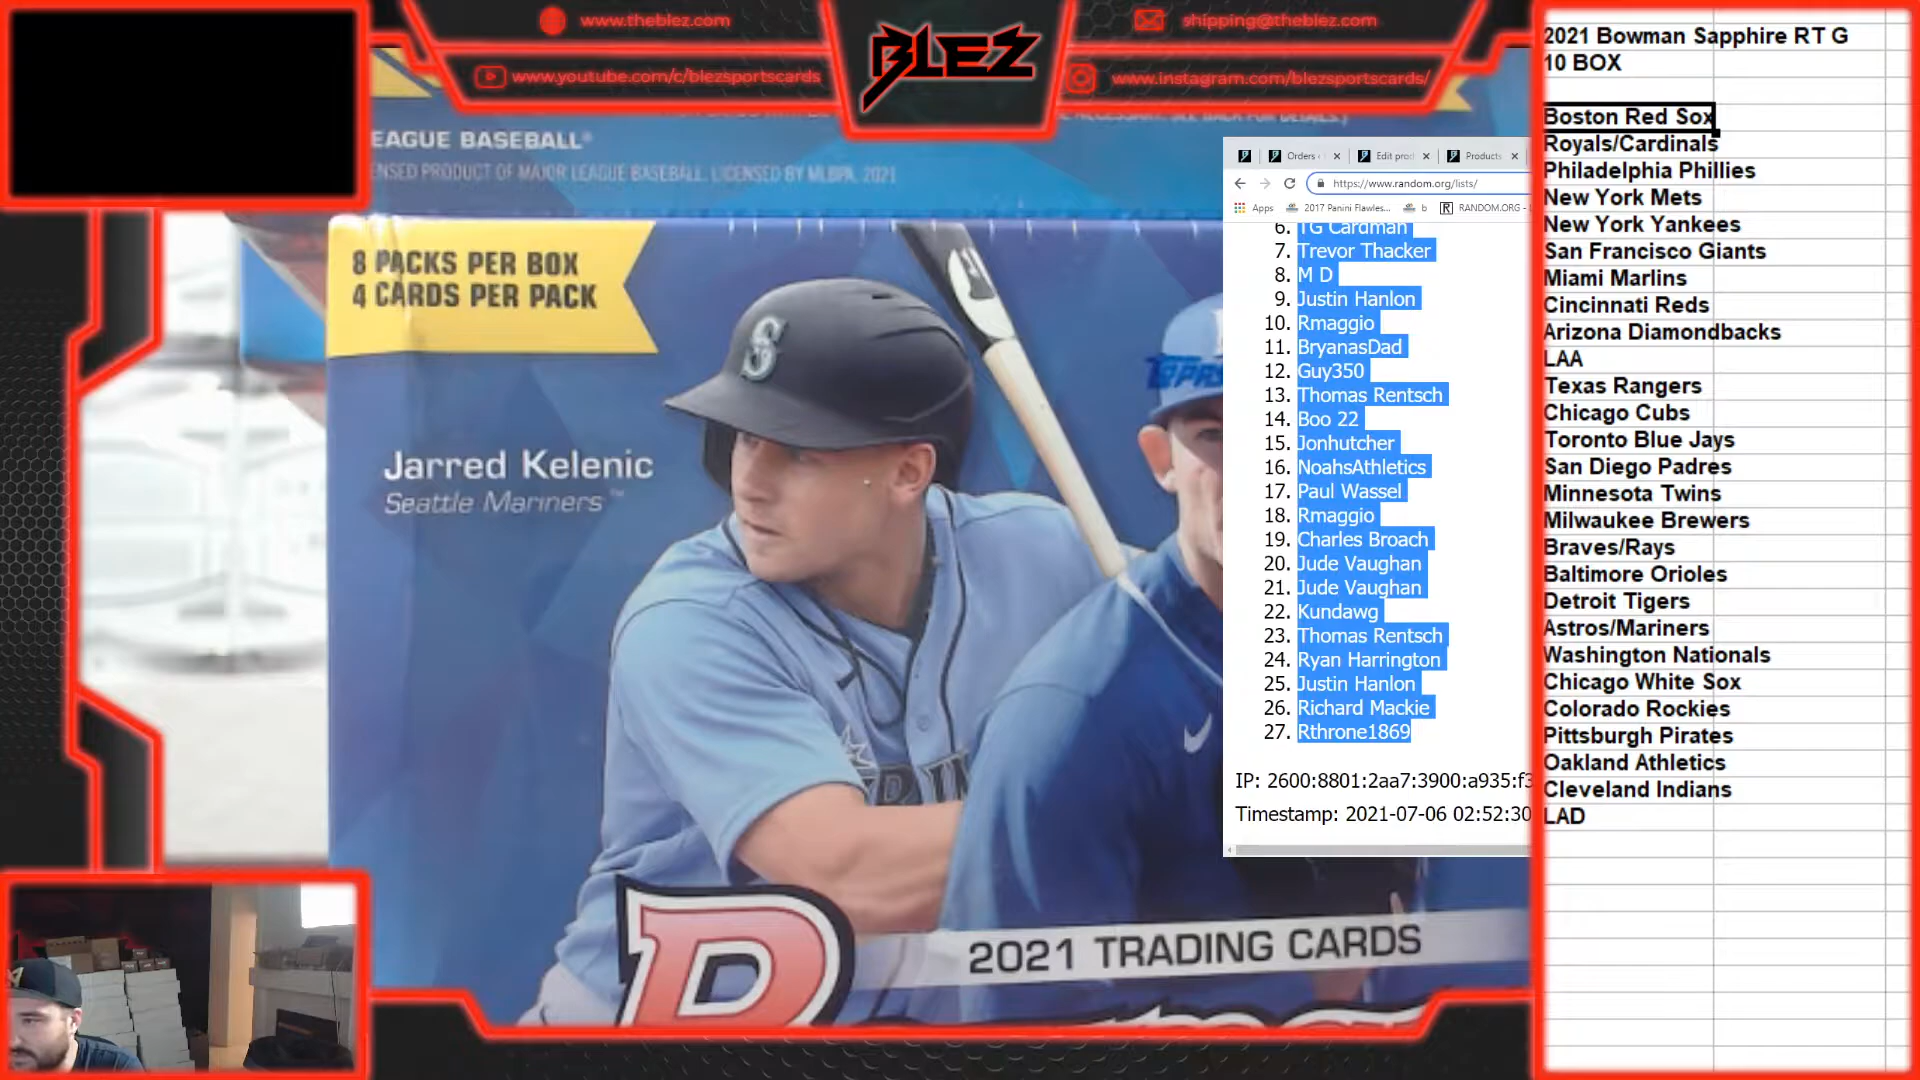 www.theblez.com
www.youtube.com/c/blezsportscards
BLEZ
shipping@theblez.com
www.instagram.com/blezsportscards/
EAGUE BASEBALL
ENSED PRODUCT OF MAJOR LEAGUE BASEBALL. LICENSED BY MLBPA. 2021
8 PACKS PER BOX
4 CARDS PER PACK
Jarred Kelenic
Seattle Mariners™
S
2021 TRADING CARDS
Orders
Edit pro
Products
https://www.random.org/lists/
Apps
2017 Panini Flawles...
b
RANDOM.ORG -
6. TG Cardman
7. Trevor Thacker
8. M D
9. Justin Hanlon
10. Rmaggio
11. BryanasDad
12. Guy350
13. Thomas Rentsch
14. Boo 22
15. Jonhutcher
16. NoahsAthletics
17. Paul Wassel
18. Rmaggio
19. Charles Broach
20. Jude Vaughan
21. Jude Vaughan
22. Kundawg
23. Thomas Rentsch
24. Ryan Harrington
25. Justin Hanlon
26. Richard Mackie
27. Rthrone1869
IP: 2600:8801:2aa7:3900:a935:f3
Timestamp: 2021-07-06 02:52:30
2021 Bowman Sapphire RT G
10 BOX
Boston Red Sox
Royals/Cardinals
Philadelphia Phillies
New York Mets
New York Yankees
San Francisco Giants
Miami Marlins
Cincinnati Reds
Arizona Diamondbacks
LAA
Texas Rangers
Chicago Cubs
Toronto Blue Jays
San Diego Padres
Minnesota Twins
Milwaukee Brewers
Braves/Rays
Baltimore Orioles
Detroit Tigers
Astros/Mariners
Washington Nationals
Chicago White Sox
Colorado Rockies
Pittsburgh Pirates
Oakland Athletics
Cleveland Indians
LAD